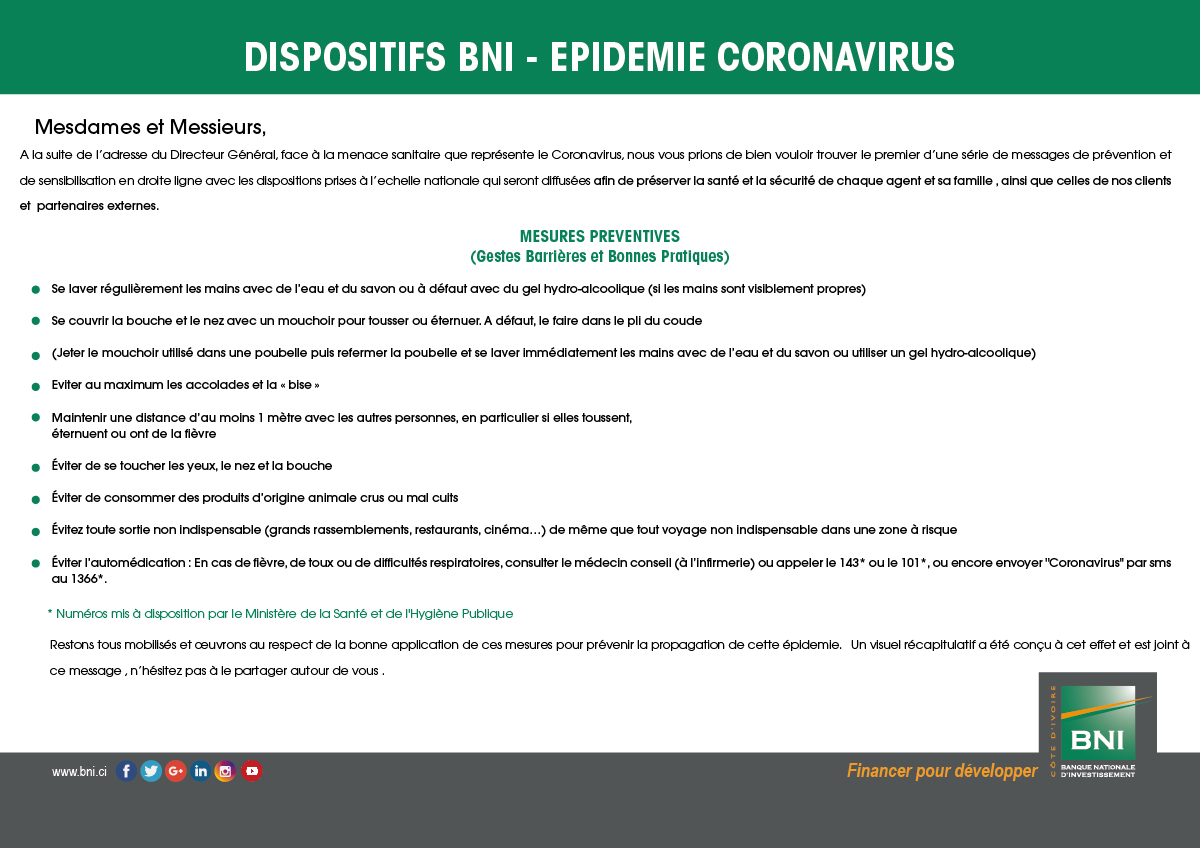 DISPOSITIFS BNI - EPIDEMIE CORONAVIRUS
Mesdames et Messieurs,
A la suite de l'adresse du Directeur Général, face à la menace sanitaire que représente le Coronavirus, nous vous prions de bien vouloir trouver le premier d'une série de messages de prévention et
de sensibilisation en droite ligne avec les dispositions prises à l'echelle nationale qui seront diffusées afin de préserver la santé et la sécurité de chaque agent et sa famille , ainsi que celles de nos clients
et partenaires externes.
MESURES PREVENTIVES
(Gestes Barrières et Bonnes Pratiques)
Se laver régulièrement les mains avec de l'eau et du savon ou à défaut avec du gel hydro-alcoolique (si les mains sont visiblement propres)
Se couvrir la bouche et le nez avec un mouchoir pour tousser ou éternuer. A défaut, le faire dans le pli du coude
(Jeter le mouchoir utilisé dans une poubelle puis refermer la poubelle et se laver immédiatement les mains avec de l'eau et du savon ou utiliser un gel hydro-alcoolique)
Eviter au maximum les accolades et la « bise »
Maintenir une distance d'au moins 1 mètre avec les autres personnes, en particulier si elles toussent,
éternuent ou ont de la fièvre
Éviter de se toucher les yeux, le nez et la bouche
Éviter de consommer des produits d'origine animale crus ou mal cuits
Évitez toute sortie non indispensable (grands rassemblements, restaurants, cinéma…) de même que tout voyage non indispensable dans une zone à risque
Éviter l'automédication : En cas de fièvre, de toux ou de difficultés respiratoires, consulter le médecin conseil (à l'infirmerie) ou appeler le 143* ou le 101*, ou encore envoyer "Coronavirus" par sms
au 1366*.
* Numéros mis à disposition par le Ministère de la Santé et de l'Hygiène Publique
Restons tous mobilisés et œuvrons au respect de la bonne application de ces mesures pour prévenir la propagation de cette épidemie. Un visuel récapitulatif a été conçu à cet effet et est joint à
ce message , n'hésitez pas à le partager autour de vous .
www.bni.ci
Financer pour développer
CÔTE D'IVOIRE
BNI
BANQUE NATIONALE
D'INVESTISSEMENT